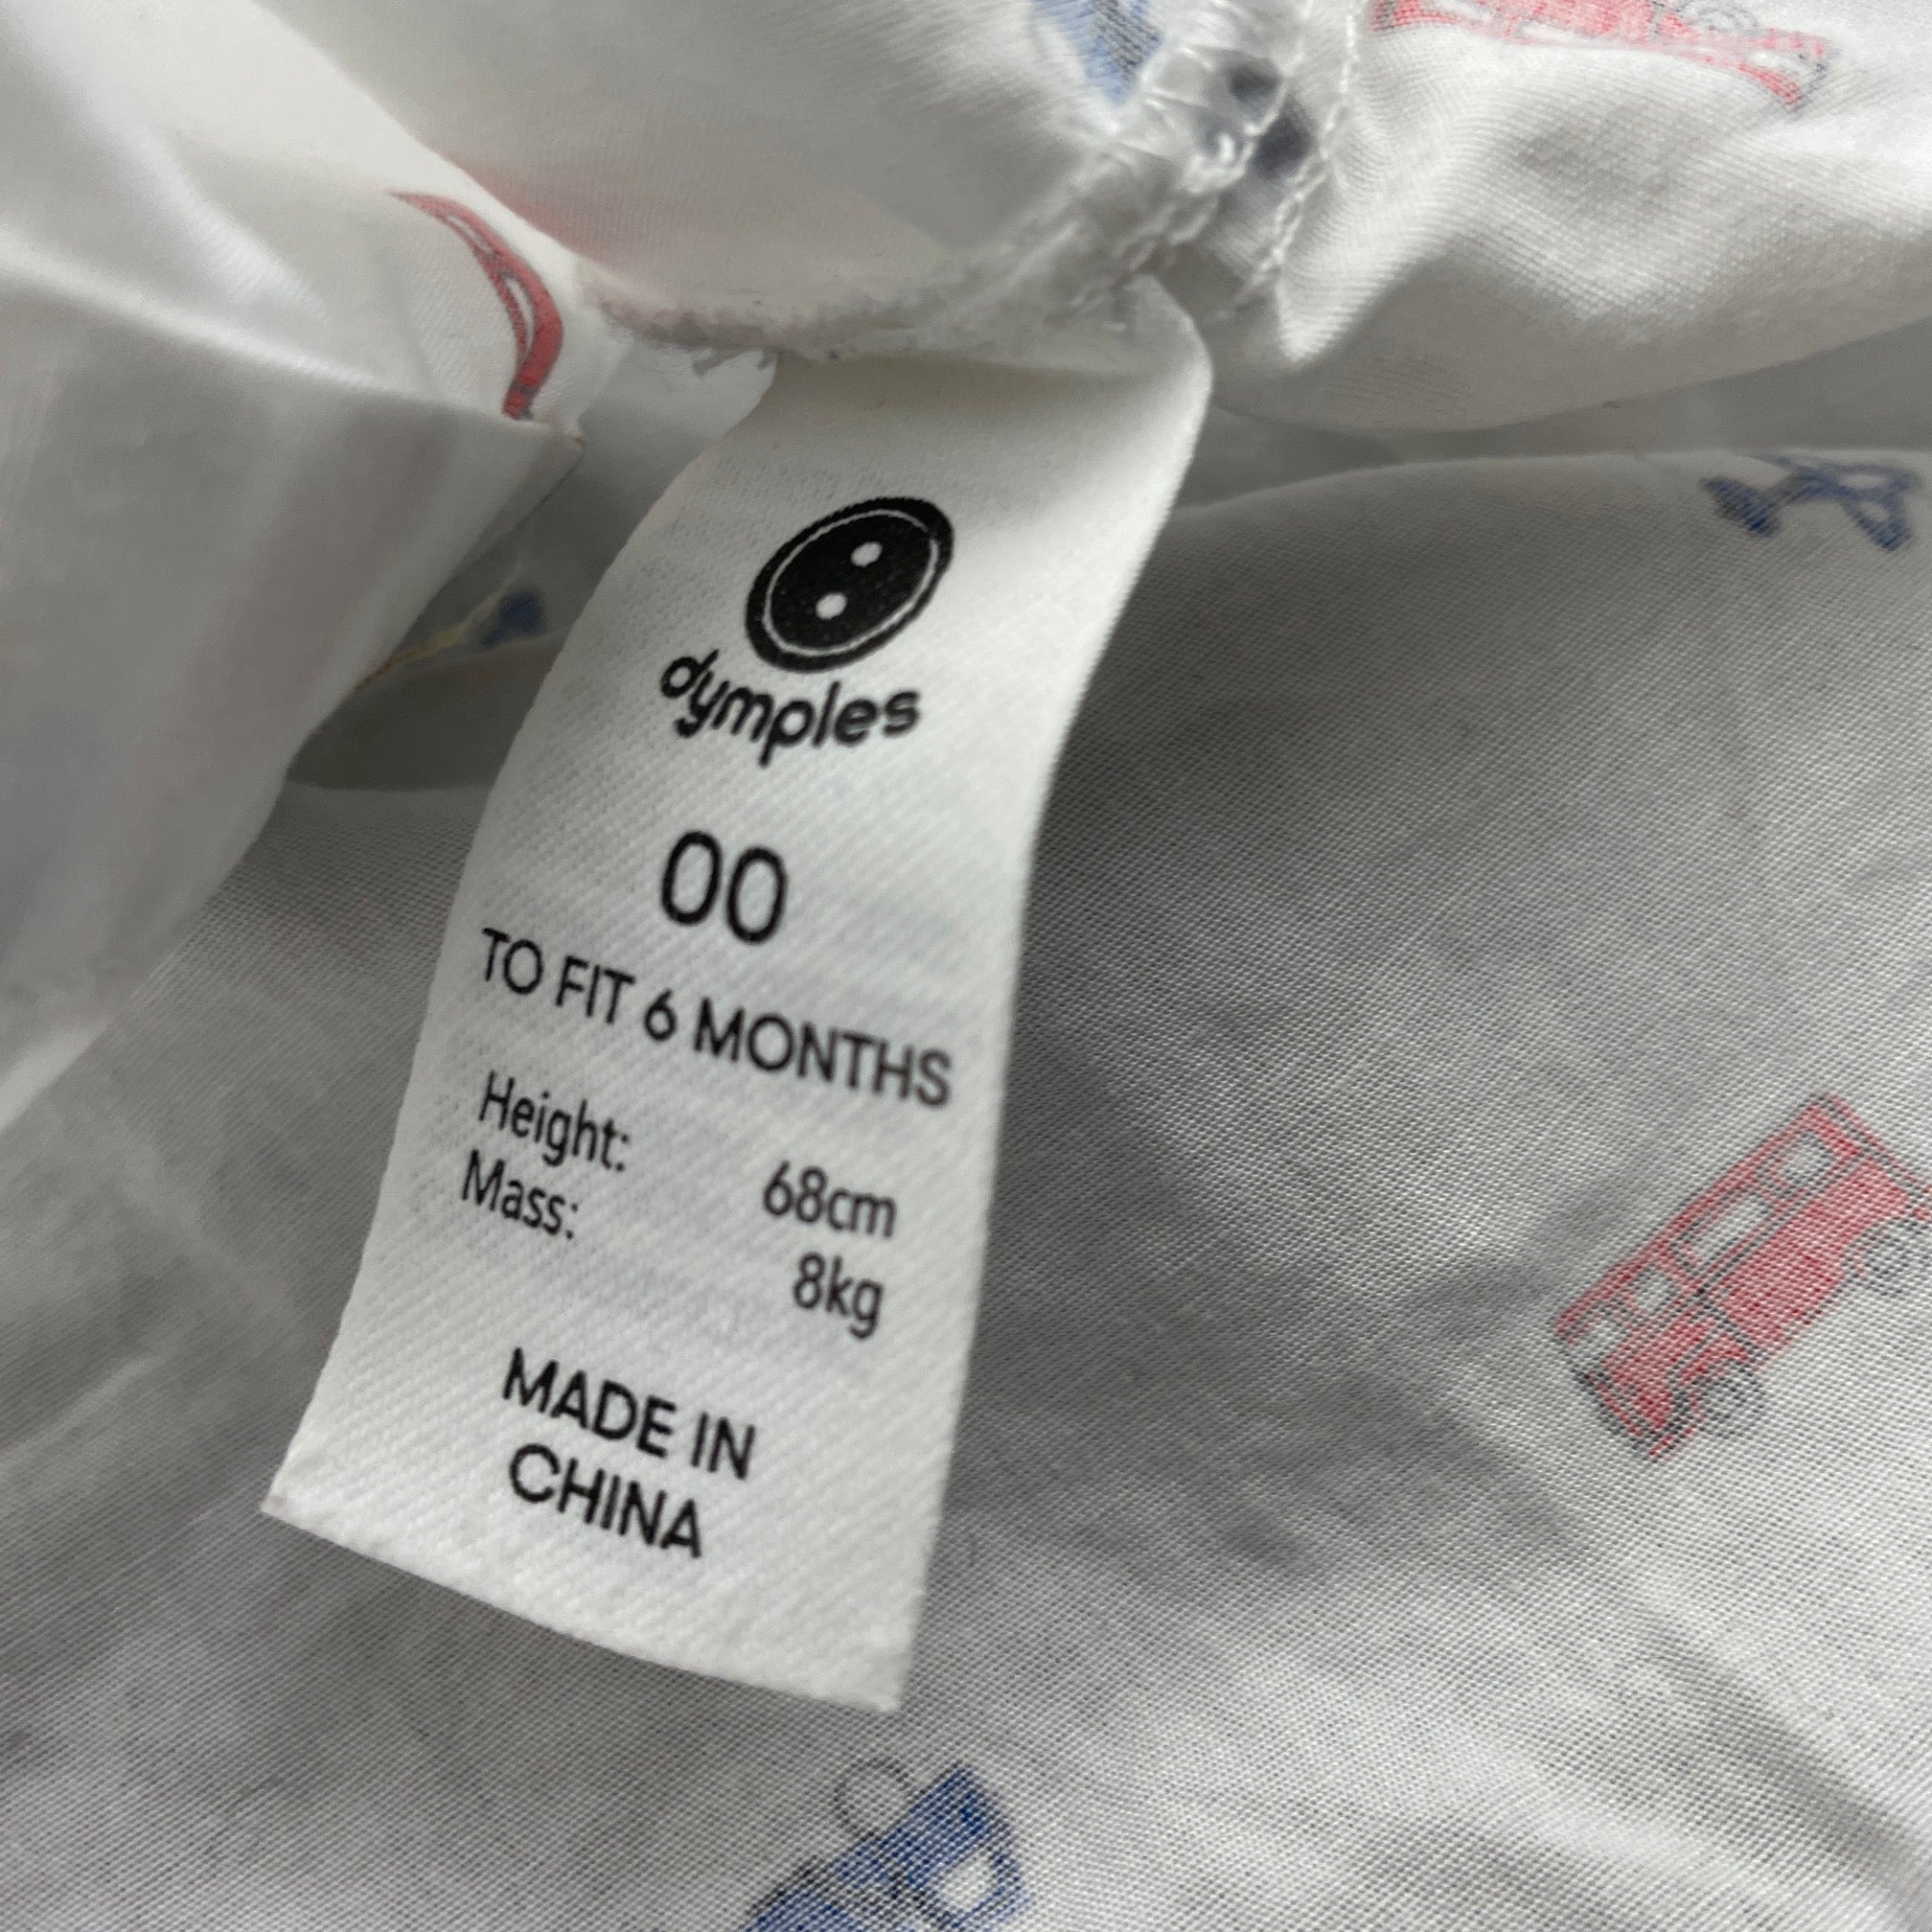 dymples
00
TO FIT 6 MONTHS
Height: 68cm
Mass: 8kg
MADE IN
CHINA